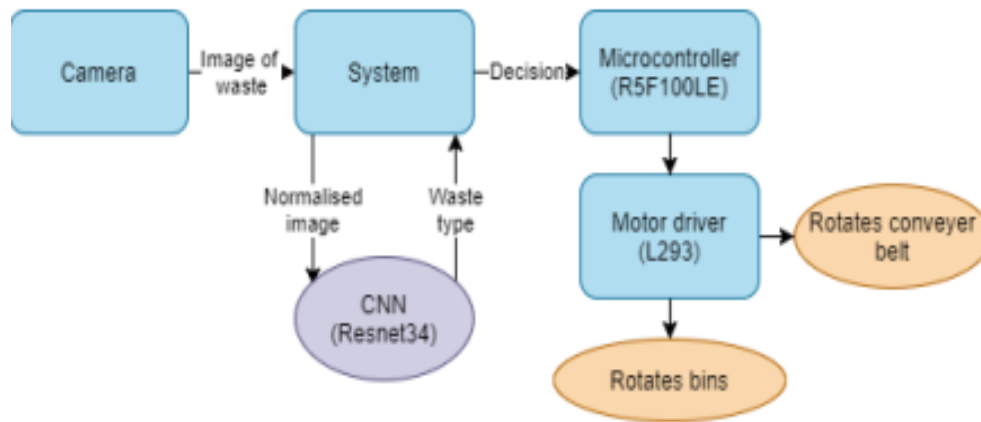 Camera
Image of
waste
System
Decision
Microcontroller
(R5F100LE)
Normalised
image
Waste
type
Motor driver
(L293)
Rotates conveyer
belt
CNN
(Resnet34)
Rotates bins